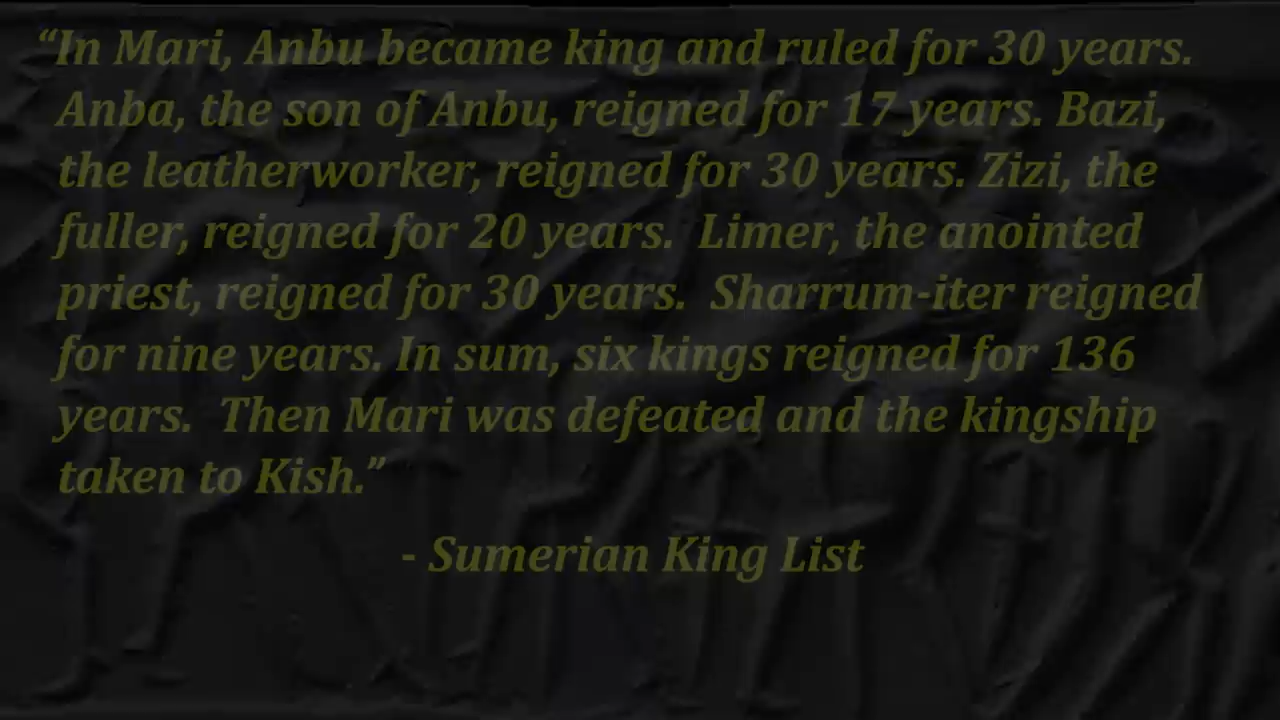 “In Mari, Anbu became king and ruled for 30 years.
Anba, the son of Anbu, reigned for 17 years. Bazi,
the leatherworker, reigned for 30 years. Zizi, the
fuller, reigned for 20 years.  Limer, the anointed
priest, reigned for 30 years.  Sharrum-iter reigned
for nine years. In sum, six kings reigned for 136
years.  Then Mari was defeated and the kingship
taken to Kish.”
- Sumerian King List